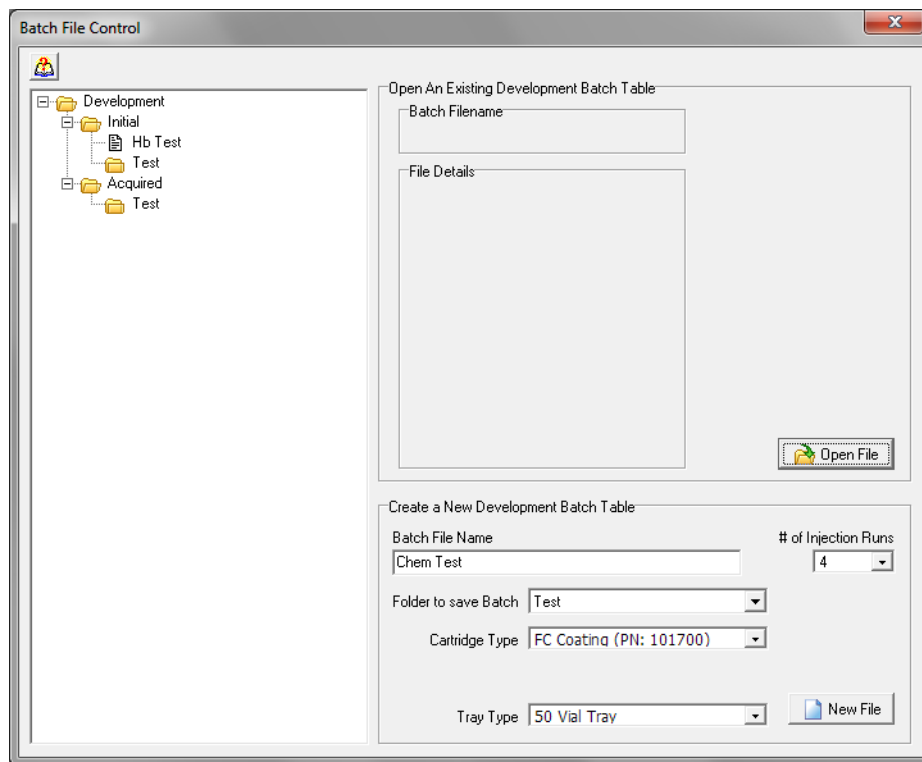 Batch File Control
Development
Initial
Hb Test
Test
Acquired
Test
Open An Existing Development Batch Table
Batch Filename
File Details
Open File
Create a New Development Batch Table
Batch File Name
# of Injection Runs
Chem Test
4
Folder to save Batch
Test
Cartridge Type
FC Coating (PN: 101700)
Tray Type
50 Vial Tray
New File